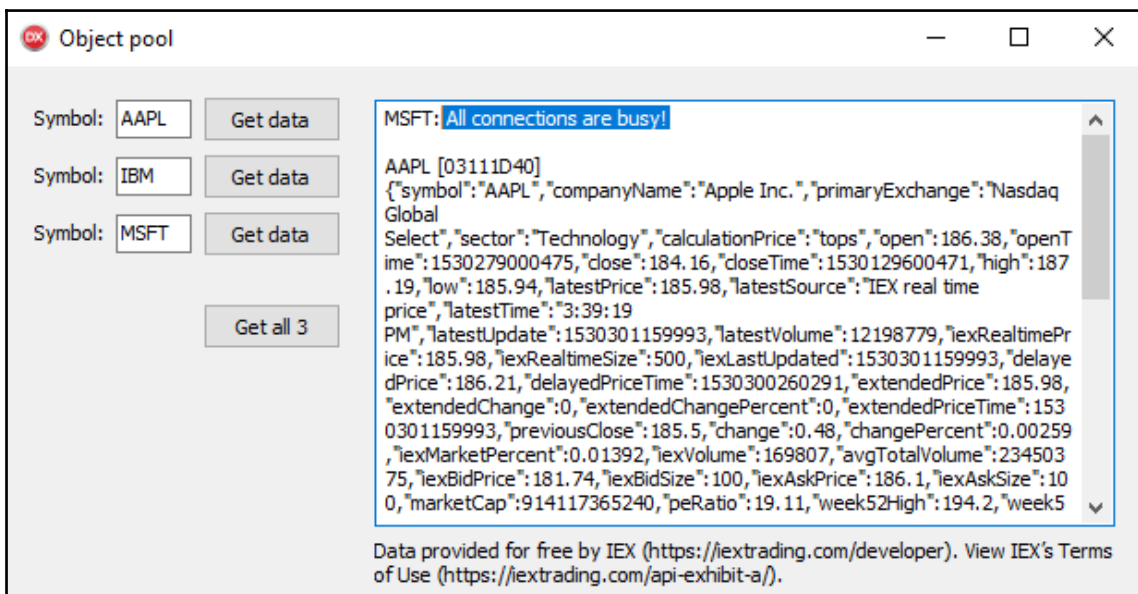 Object pool
Symbol: AAPL Get data
Symbol: IBM Get data
Symbol: MSFT Get data
Get all 3
MSFT: All connections are busy!
AAPL [03111D40]
{"symbol":"AAPL","companyName":"Apple Inc.","primaryExchange":"Nasdaq
Global
Select","sector":"Technology","calculationPrice":"tops","open":186.38,"openT
ime":1530279000475,"close":184.16,"closeTime":1530129600471,"high":187
.19,"low":185.94,"latestPrice":185.98,"latestSource":"IEX real time
price","latestTime":"3:39:19
PM","latestUpdate":1530301159993,"latestVolume":12198779,"iexRealtimePr
ice":185.98,"iexRealtimeSize":500,"iexLastUpdated":1530301159993,"delaye
dPrice":186.21,"delayedPriceTime":1530300260291,"extendedPrice":185.98,
"extendedChange":0,"extendedChangePercent":0,"extendedPriceTime":153
0301159993,"previousClose":185.5,"change":0.48,"changePercent":0.00259
,"iexMarketPercent":0.01392,"iexVolume":169807,"avgTotalVolume":234503
75,"iexBidPrice":181.74,"iexBidSize":100,"iexAskPrice":186.1,"iexAskSize":10
0,"marketCap":914117365240,"peRatio":19.11,"week52High":194.2,"week5
Data provided for free by IEX (https://iextrading.com/developer). View IEX's Terms
of Use (https://iextrading.com/api-exhibit-a/).